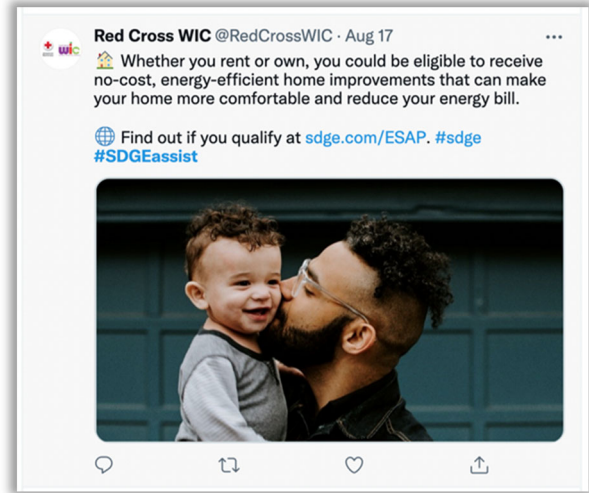 Red Cross WIC @RedCrossWIC · Aug 17
🏠 Whether you rent or own, you could be eligible to receive
no-cost, energy-efficient home improvements that can make
your home more comfortable and reduce your energy bill.
🌐 Find out if you qualify at sdge.com/ESAP. #sdge
#SDGEassist
wic